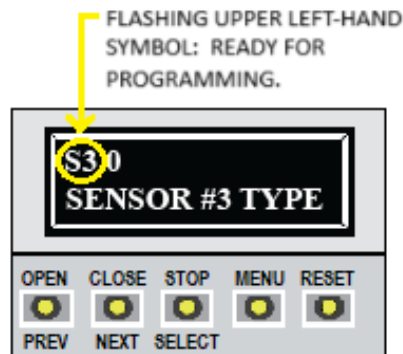 FLASHING UPPER LEFT-HAND
SYMBOL: READY FOR
PROGRAMMING.
S3 0
SENSOR #3 TYPE
OPEN CLOSE STOP MENU RESET
PREV NEXT SELECT